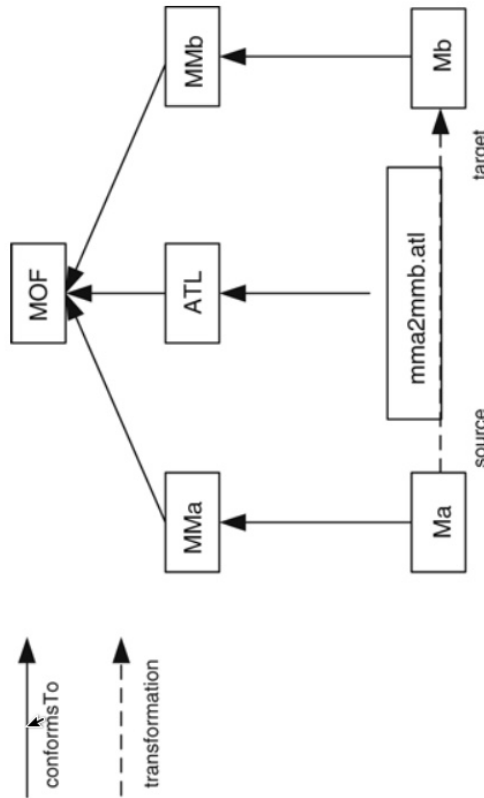 conformsTo
transformation
MOF
MMa
ATL
MMb
Ma
mma2mmb.atl
Mb
source
target